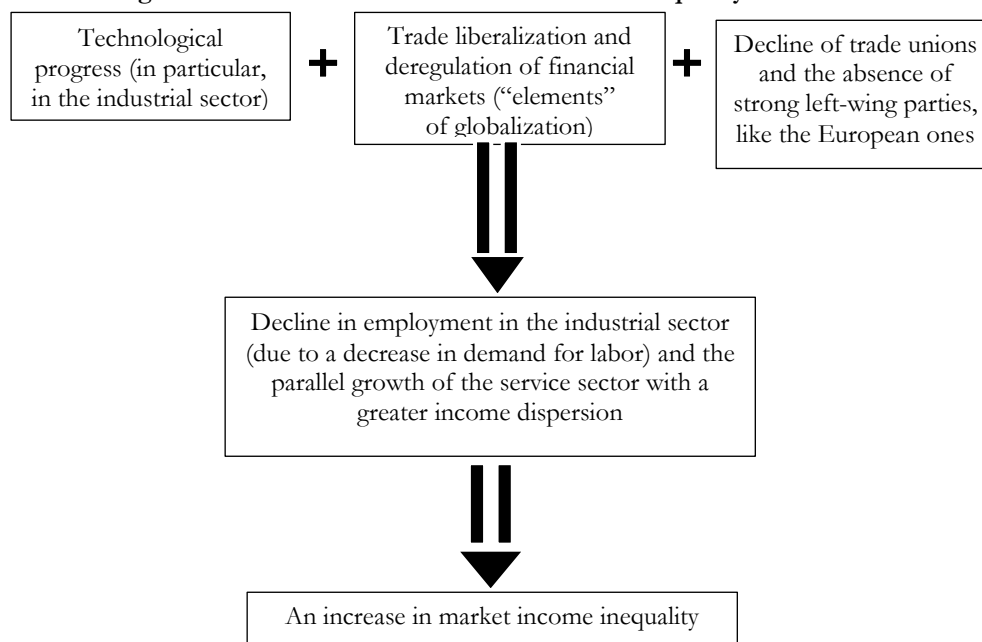 Technological
progress (in particular,
in the industrial sector)
+
Trade liberalization and
deregulation of financial
markets (“elements”
of globalization)
+
Decline of trade unions
and the absence of
strong left-wing parties,
like the European ones
Decline in employment in the industrial sector
(due to a decrease in demand for labor) and the
parallel growth of the service sector with a
greater income dispersion
An increase in market income inequality